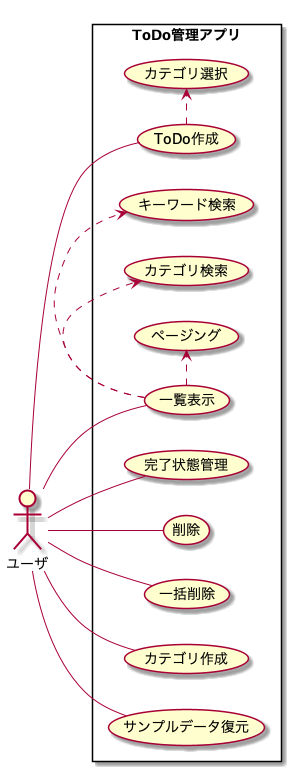 ToDo管理アプリ
カテゴリ選択
ToDo作成
キーワード検索
カテゴリ検索
ページング
一覧表示
完了状態管理
削除
ユーザ
一括削除
カテゴリ作成
サンプルデータ復元